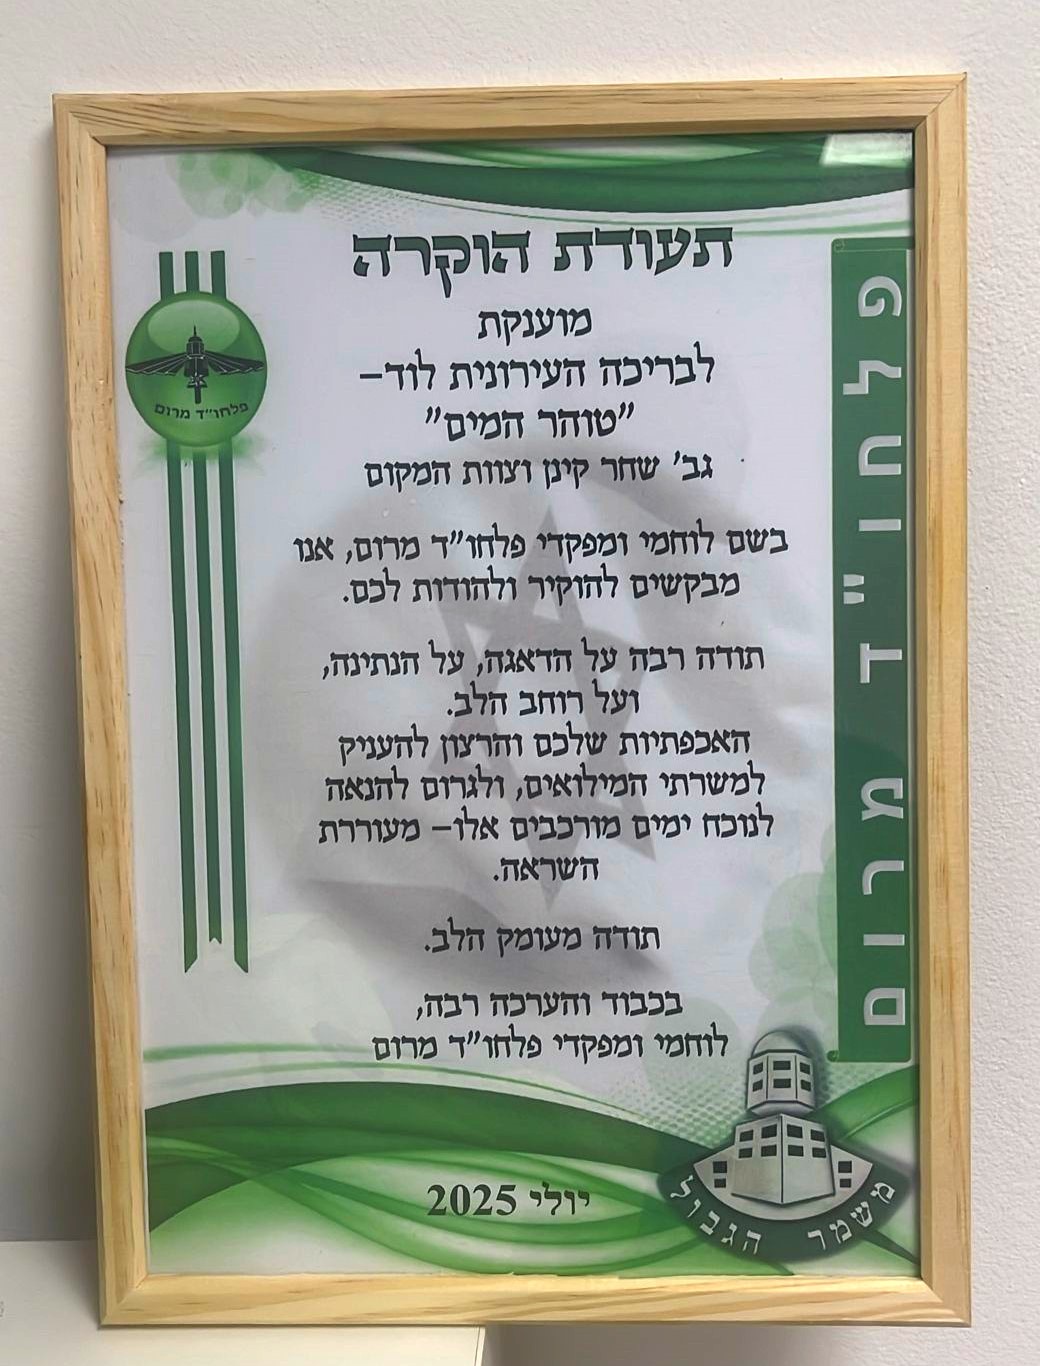 תעודת הוקרה
מוענקת
לבריכה העירונית לוד–
"טוהר המים"
גב' שחר קינן וצוות המקום
בשם לוחמי ומפקדי פלחו"ד מרום, אנו
מבקשים להוקיר ולהודות לכם.
תודה רבה על הדאגה, על הנתינה,
ועל רוחב הלב.
האכפתיות שלכם והרצון להעניק
למשרתי המילואים, ולגרום להנאה
לנוכח ימים מורכבים אלו– מעוררת
השראה.
תודה מעומק הלב.
בכבוד והערכה רבה,
לוחמי ומפקדי פלחו"ד מרום
יולי 2025
פלחו"ד מרום
פלחו"ד מרום
משמר הגבול